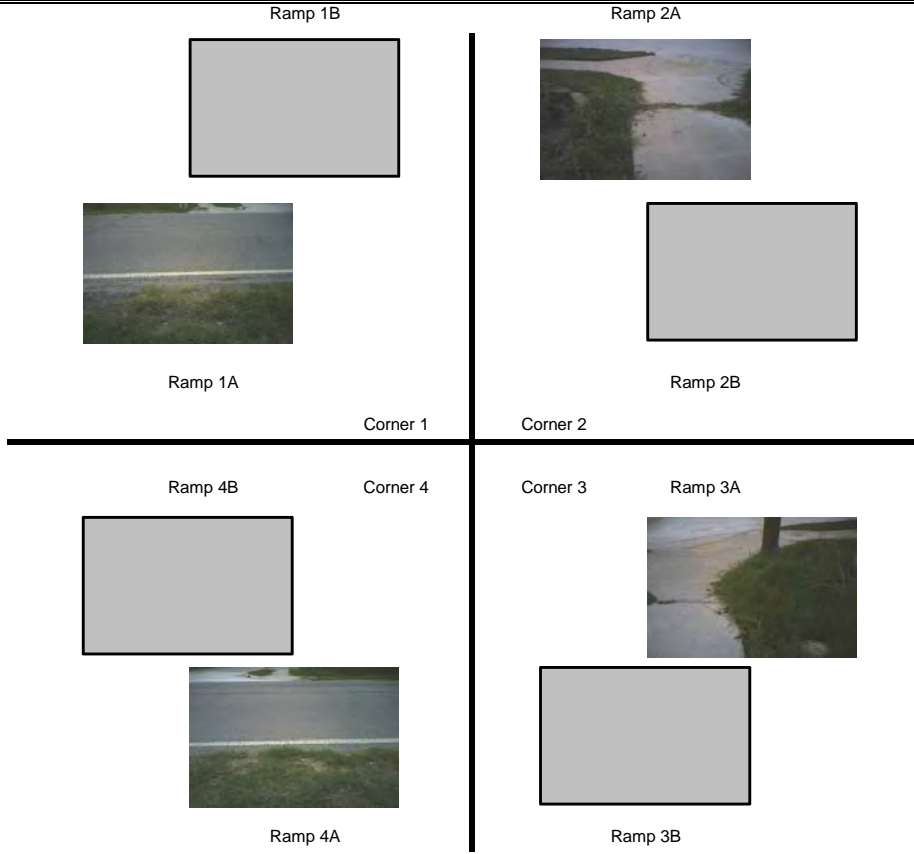 Ramp 1B Ramp 2A
Ramp 1A Ramp 2B
Corner 1 Corner 2
Ramp 4B Corner 4 Corner 3 Ramp 3A
Ramp 4A Ramp 3B